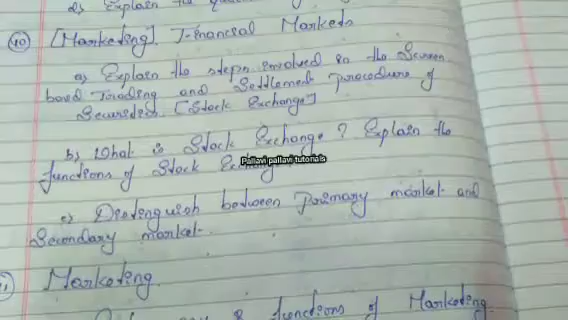 d) Explain the
10 [Marketing] Financial Markets
a) Explain the steps involved in the Screen
based Trading and Settlement procedure of
Securities. [Stock Exchange]
b) What is Stock Exchange? Explain the
functions of Stock
Pallavi pallavi tutorials
c) Distinguish between primary market and
Secondary market.
Marketing.
functions of Marketing